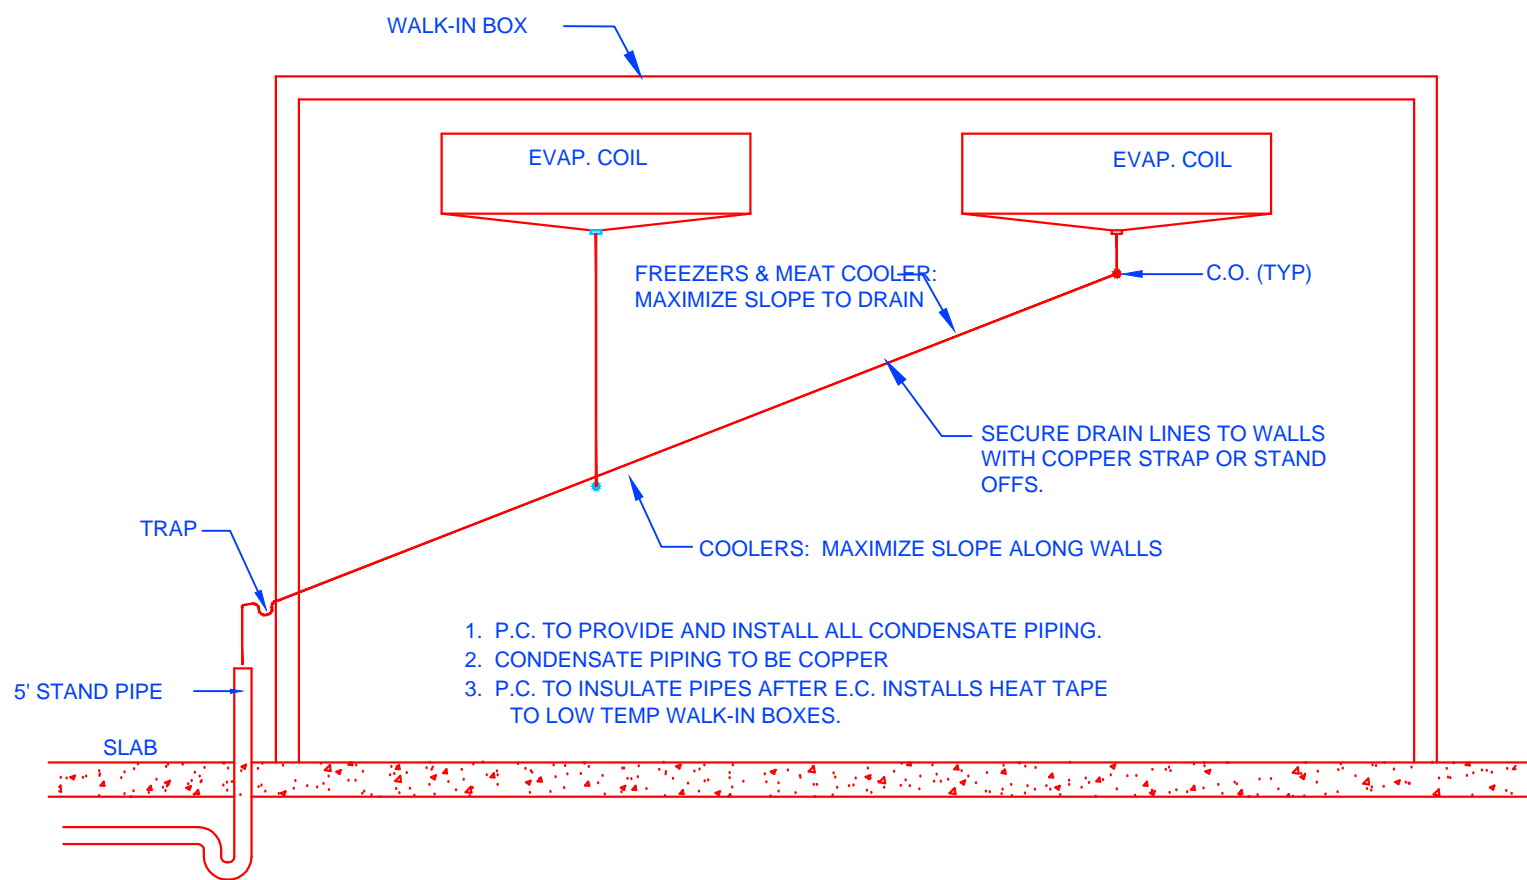 WALK-IN BOX
EVAP. COIL
EVAP. COIL
FREEZERS & MEAT COOLER:
MAXIMIZE SLOPE TO DRAIN
C.O. (TYP)
SECURE DRAIN LINES TO WALLS
WITH COPPER STRAP OR STAND
OFFS.
TRAP
COOLERS: MAXIMIZE SLOPE ALONG WALLS
1. P.C. TO PROVIDE AND INSTALL ALL CONDENSATE PIPING.
2. CONDENSATE PIPING TO BE COPPER
3. P.C. TO INSULATE PIPES AFTER E.C. INSTALLS HEAT TAPE
TO LOW TEMP WALK-IN BOXES.
5' STAND PIPE
SLAB